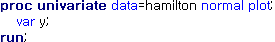 proc univariate data=hamilton normal plot;
var y;
run;